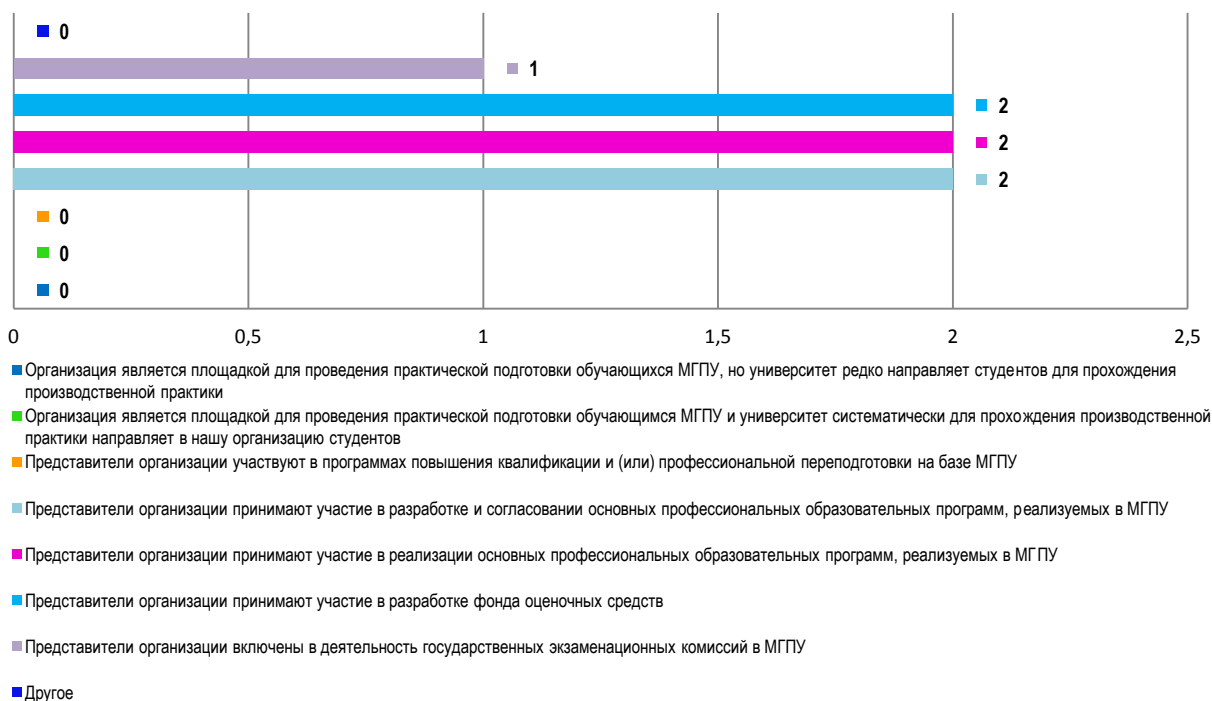 0
1
2
2
2
0
0
0
0 0,5 1 1,5 2 2,5
Организация является площадкой для проведения практической подготовки обучающихся МГПУ, но университет редко направляет студентов для прохождения
производственной практики
Организация является площадкой для проведения практической подготовки обучающимся МГПУ и университет систематически для прохождения производственной
практики направляет в нашу организацию студентов
Представители организации участвуют в программах повышения квалификации и (или) профессиональной переподготовки на базе МГПУ
Представители организации принимают участие в разработке и согласовании основных профессиональных образовательных программ, реализуемых в МГПУ
Представители организации принимают участие в реализации основных профессиональных образовательных программ, реализуемых в МГПУ
Представители организации принимают участие в разработке фонда оценочных средств
Представители организации включены в деятельность государственных экзаменационных комиссий в МГПУ
Другое